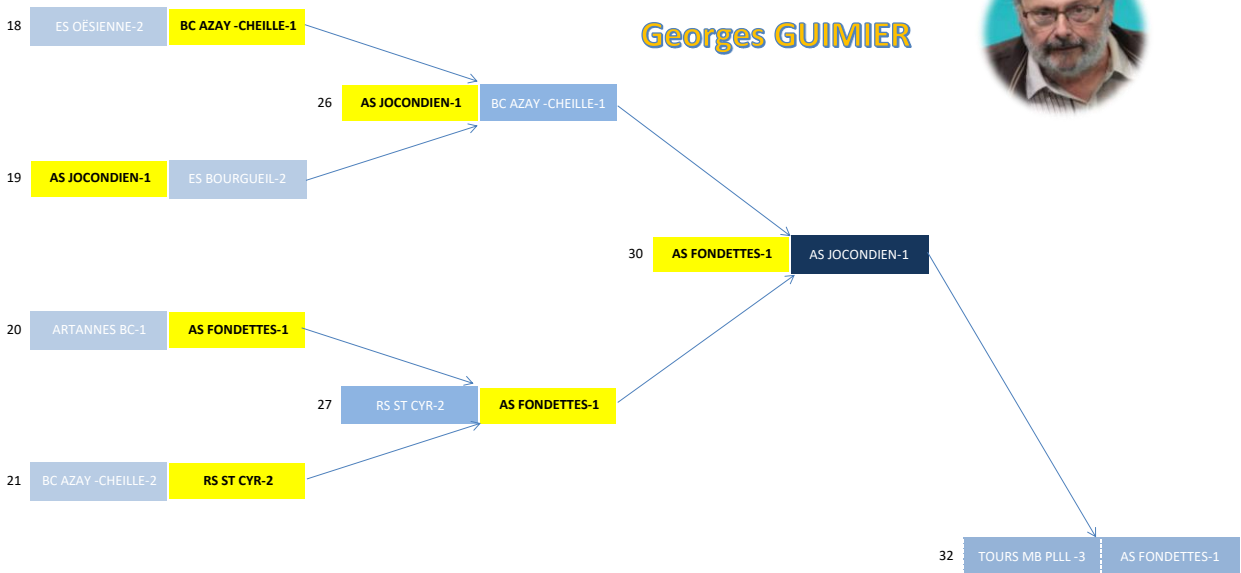 18 ES OËSIENNE-2 BC AZAY -CHEILLE-1
Georges GUIMIER
26 AS JOCONDIEN-1 BC AZAY -CHEILLE-1
19 AS JOCONDIEN-1 ES BOURGUEIL-2
30 AS FONDETTES-1 AS JOCONDIEN-1
20 ARTANNES BC-1 AS FONDETTES-1
27 RS ST CYR-2 AS FONDETTES-1
21 BC AZAY -CHEILLE-2 RS ST CYR-2
32 TOURS MB PLLL -3 AS FONDETTES-1